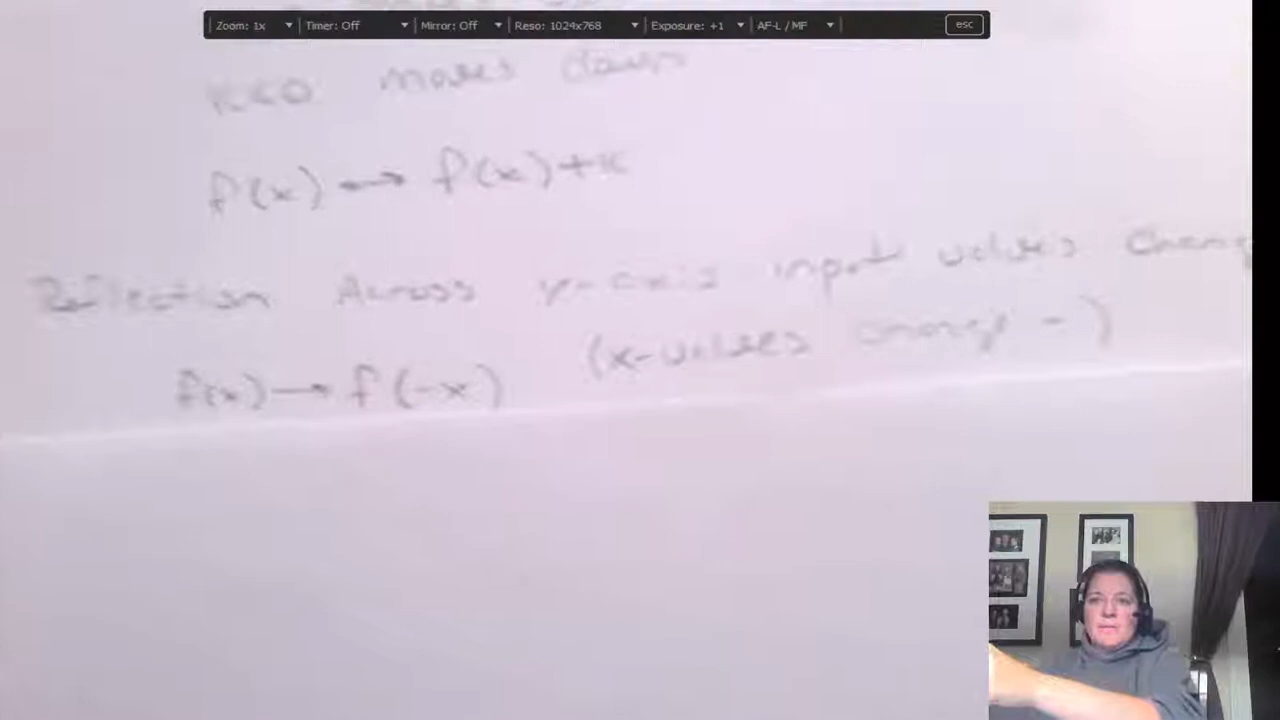 Zoom: 1x Timer: Off Mirror: Off Reso: 1024x768 Exposure: +1 AF-L / MF esc
K<0 moves down
f(x) ⟷ f(x)+K
Reflection Across y-axis input values Chang
f(x) → f(-x) (x-values change -)